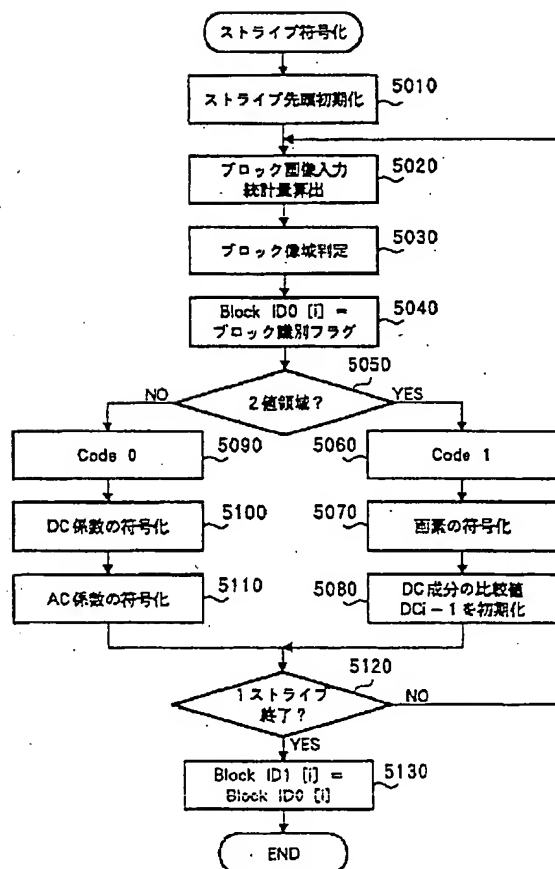 ストライプ符号化
ストライプ先頭初期化
5010
ブロック画像入力
統計量算出
5020
ブロック像域判定
5030
Block ID0 [i] =
ブロック識別フラグ
5040
2値領域?
5050
NO
YES
Code 0
5090
5060
Code 1
DC係数の符号化
5100
5070
画素の符号化
AC係数の符号化
5110
5080
DC成分の比較値
DCi-1を初期化
1ストライプ
終了?
5120
NO
YES
Block ID1 [i] =
Block ID0 [i]
5130
END